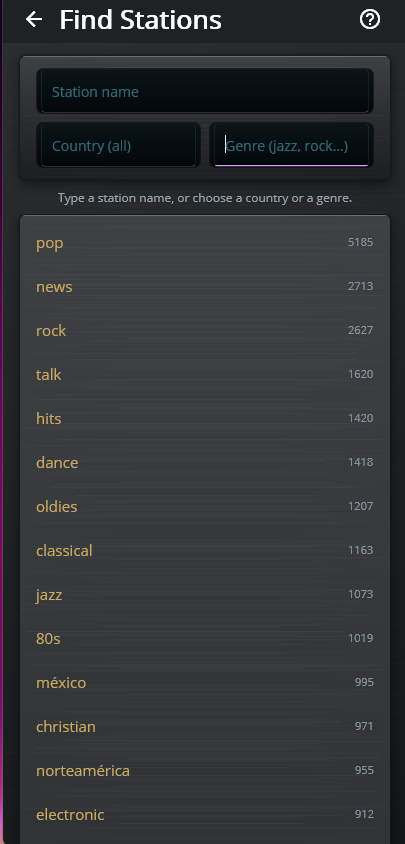 Find Stations
Station name
Country (all)
Genre (jazz, rock...)
Type a station name, or choose a country or a genre.
pop 5185
news 2713
rock 2627
talk 1620
hits 1420
dance 1418
oldies 1207
classical 1163
jazz 1073
80s 1019
méxico 995
christian 971
norteamérica 955
electronic 912